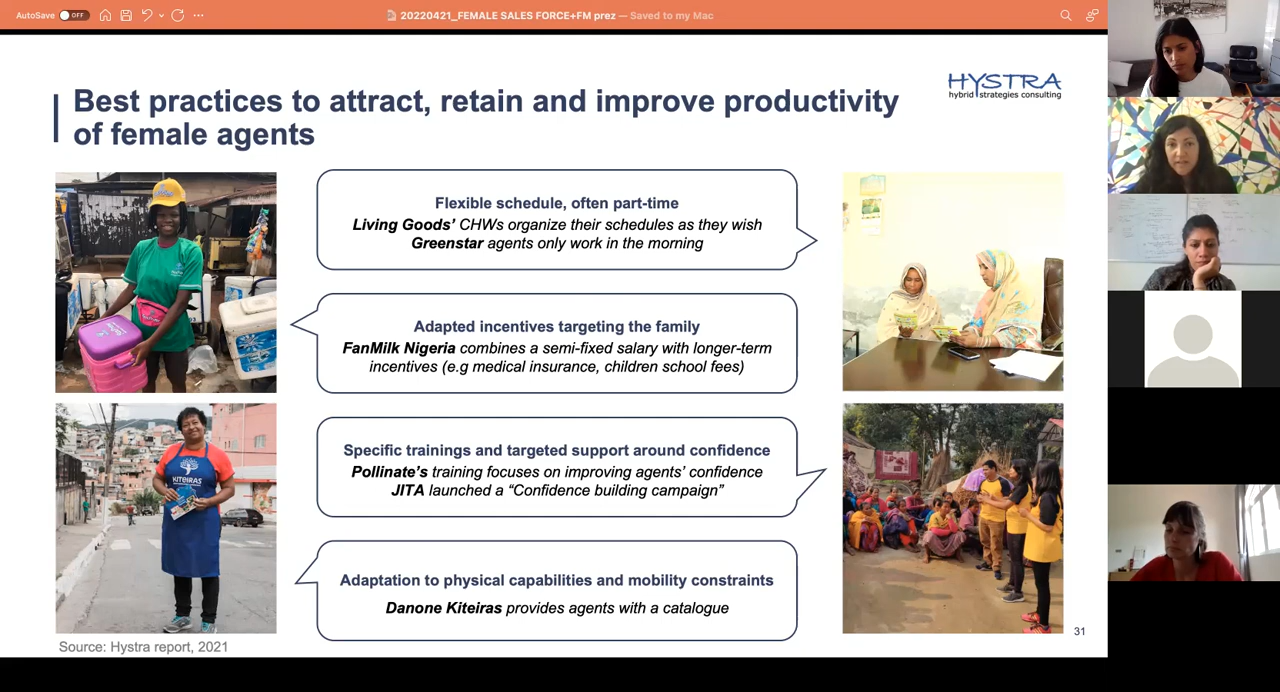 AutoSave OFF
20220421_FEMALE SALES FORCE+FM prez — Saved to my Mac
Best practices to attract, retain and improve productivity
of female agents
HYSTRA
hybrid strategies consulting
Flexible schedule, often part-time
Living Goods’ CHWs organize their schedules as they wish
Greenstar agents only work in the morning
Adapted incentives targeting the family
FanMilk Nigeria combines a semi-fixed salary with longer-term
incentives (e.g medical insurance, children school fees)
Specific trainings and targeted support around confidence
Pollinate’s training focuses on improving agents’ confidence
JITA launched a “Confidence building campaign”
KITEIRAS
Adaptation to physical capabilities and mobility constraints
Danone Kiteiras provides agents with a catalogue
31
Source: Hystra report, 2021